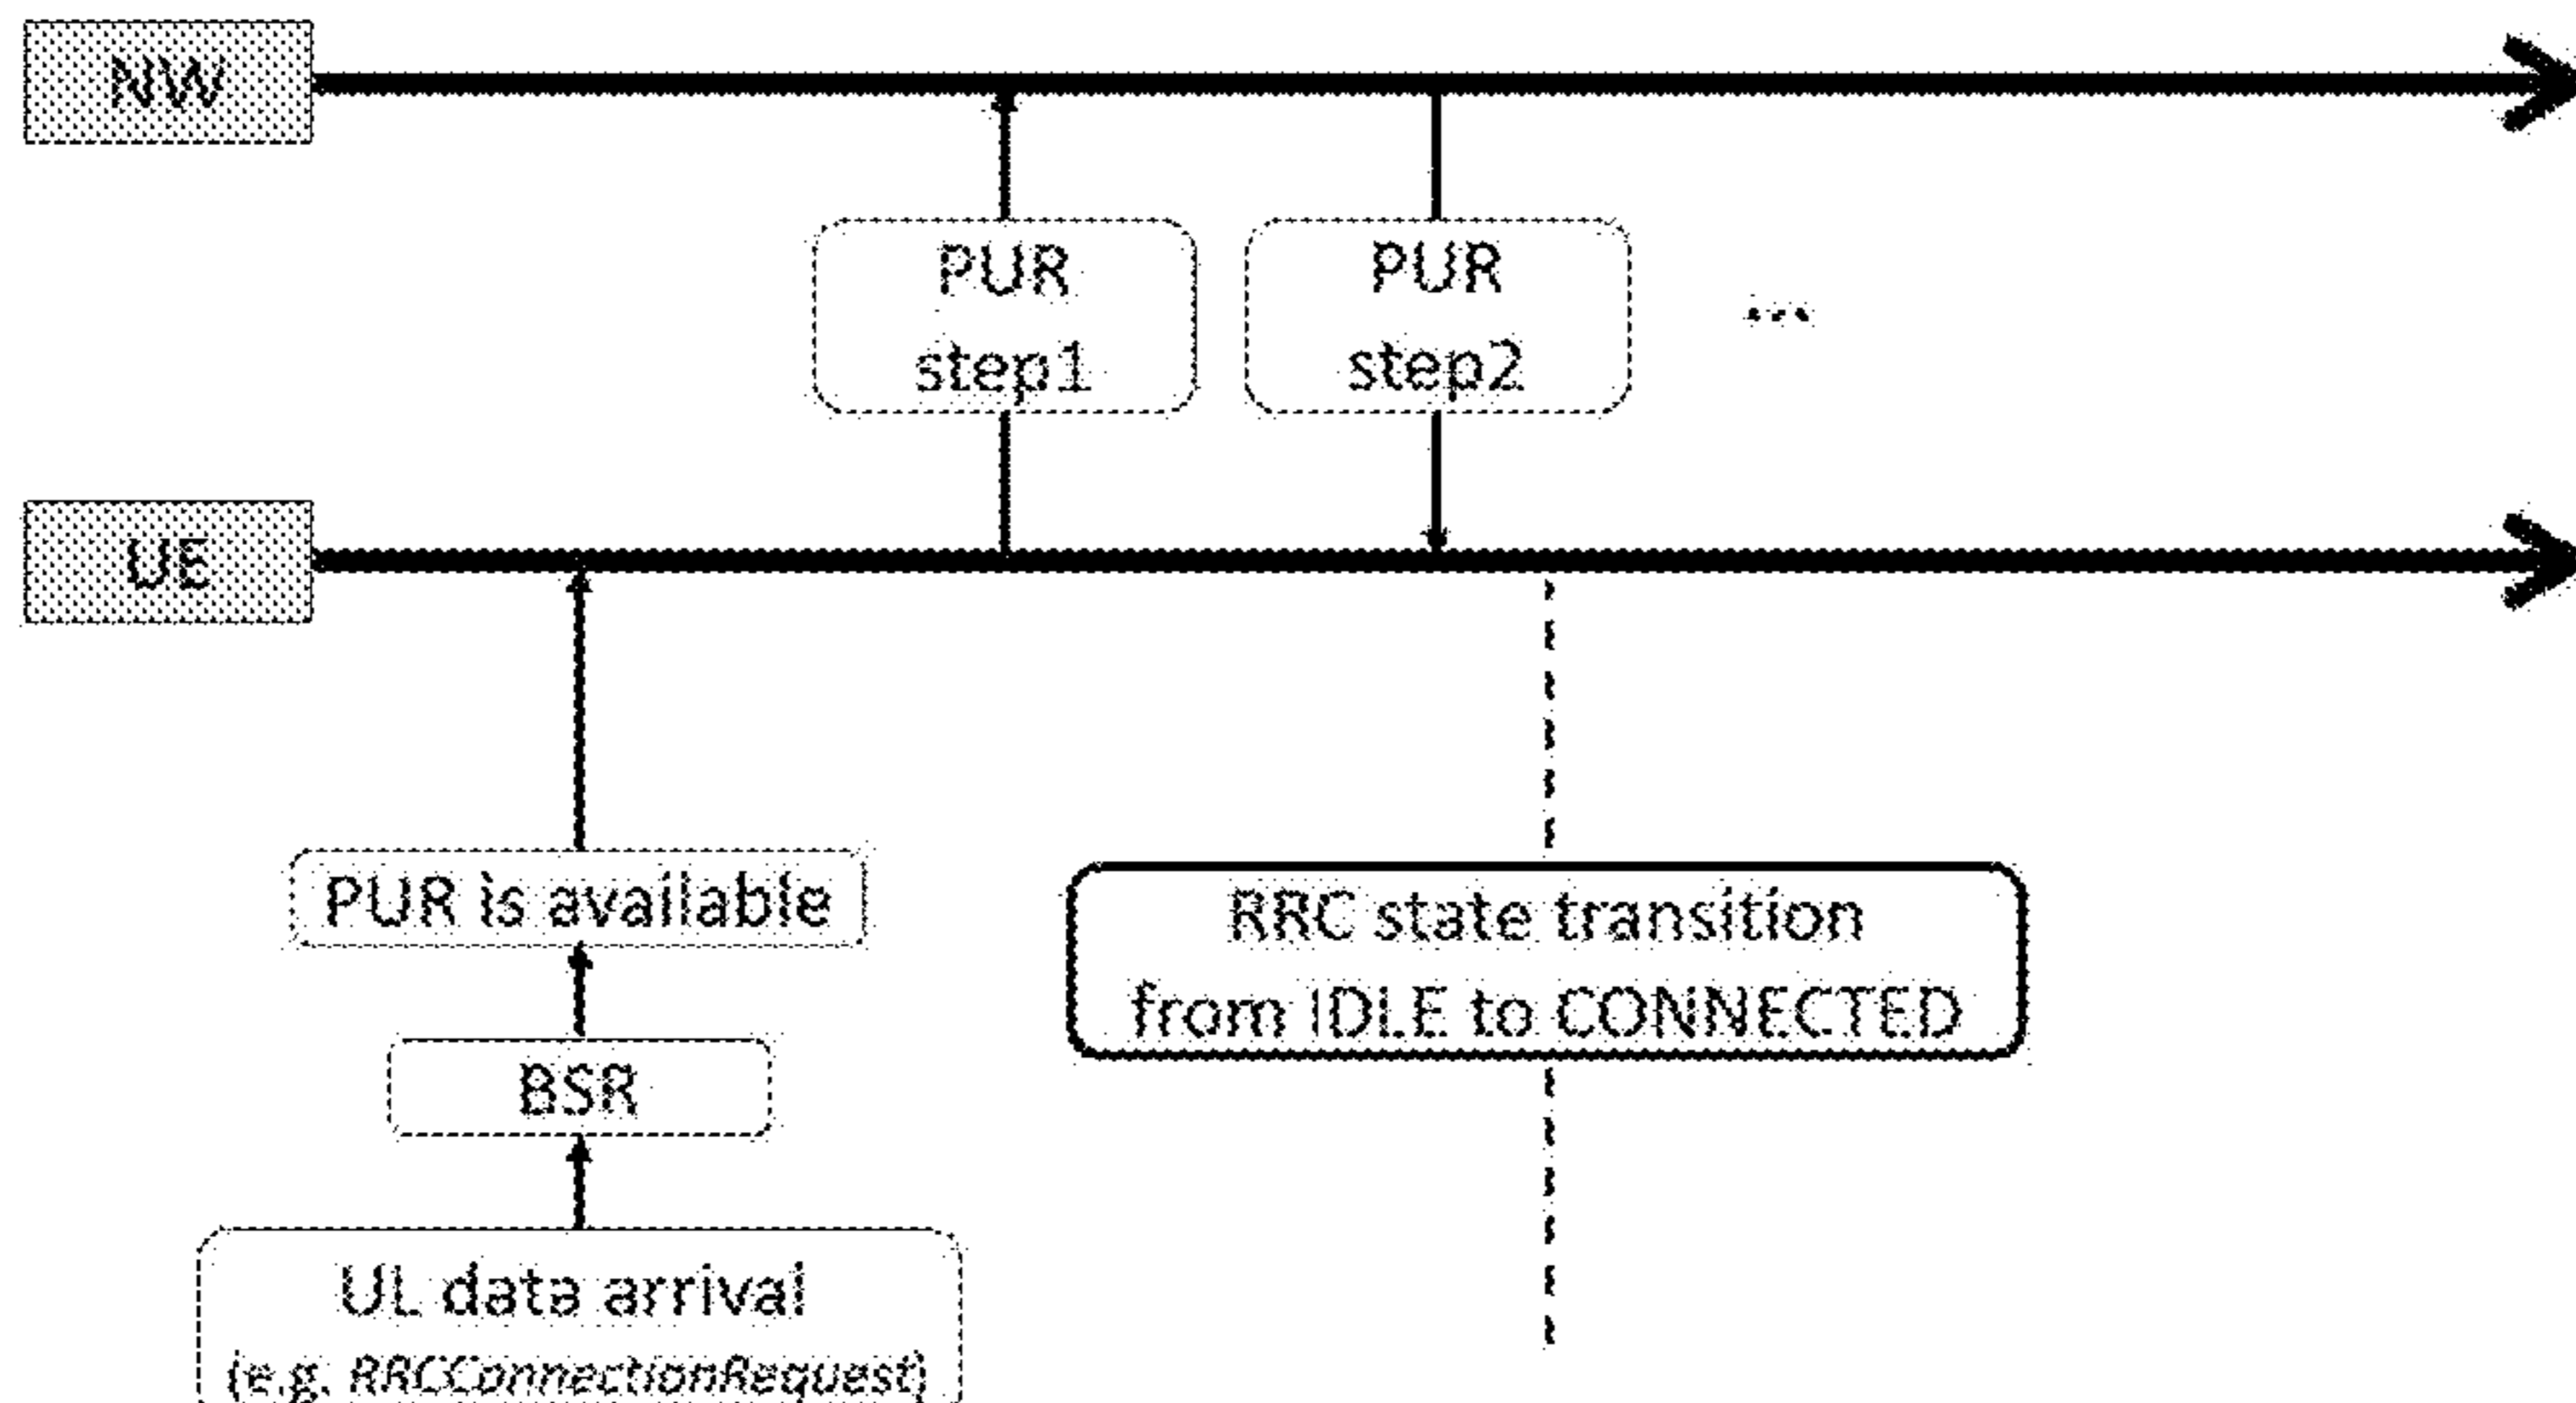 NW
PUR
step1
PUR
step2
...
UE
PUR is available
RRC state transition
from IDLE to CONNECTED
BSR
UL data arrival
(e.g. RRCConnectionRequest)